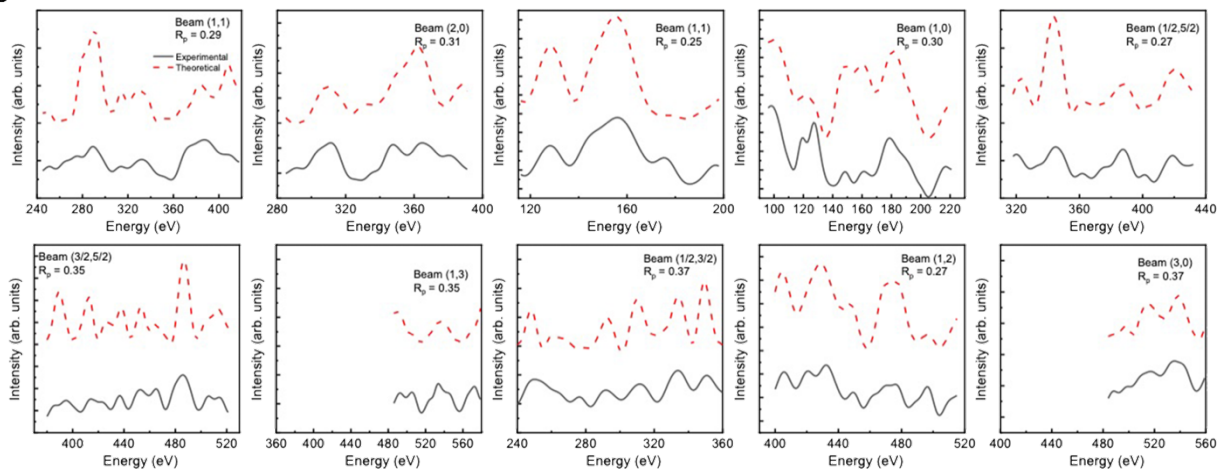 Beam (1,1)
Rp = 0.29
Experimental
Theoretical
Intensity (arb. units)
240 280 320 360 400
Energy (eV)
Beam (2,0)
Rp = 0.31
Intensity (arb. units)
280 320 360 400
Energy (eV)
Beam (1,1)
Rp = 0.25
Intensity (arb. units)
120 160 200
Energy (eV)
Beam (1,0)
Rp = 0.30
Intensity (arb. units)
100 120 140 160 180 200 220
Energy (eV)
Beam (1/2,5/2)
Rp = 0.27
Intensity (arb. units)
320 360 400 440
Energy (eV)
Beam (3/2,5/2)
Rp = 0.35
Intensity (arb. units)
400 440 480 520
Energy (eV)
Beam (1,3)
Rp = 0.35
Intensity (arb. units)
360 400 440 480 520 560
Energy (eV)
Beam (1/2,3/2)
Rp = 0.37
Intensity (arb. units)
240 280 320 360
Energy (eV)
Beam (1,2)
Rp = 0.27
Intensity (arb. units)
400 440 480 520
Energy (eV)
Beam (3,0)
Rp = 0.37
Intensity (arb. units)
400 440 480 520 560
Energy (eV)